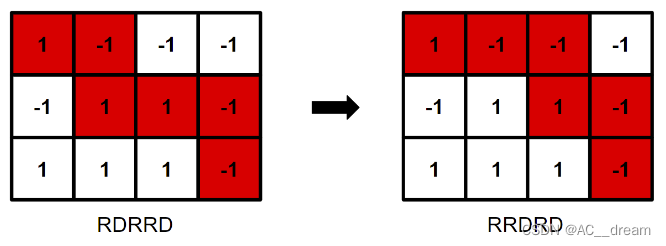 1 -1 -1 -1 1 -1 -1 -1
-1 1 1 -1 -1 1 1 -1
1 1 1 -1 1 1 1 -1
RDRRD RRDRD
CSDN @AC__dream